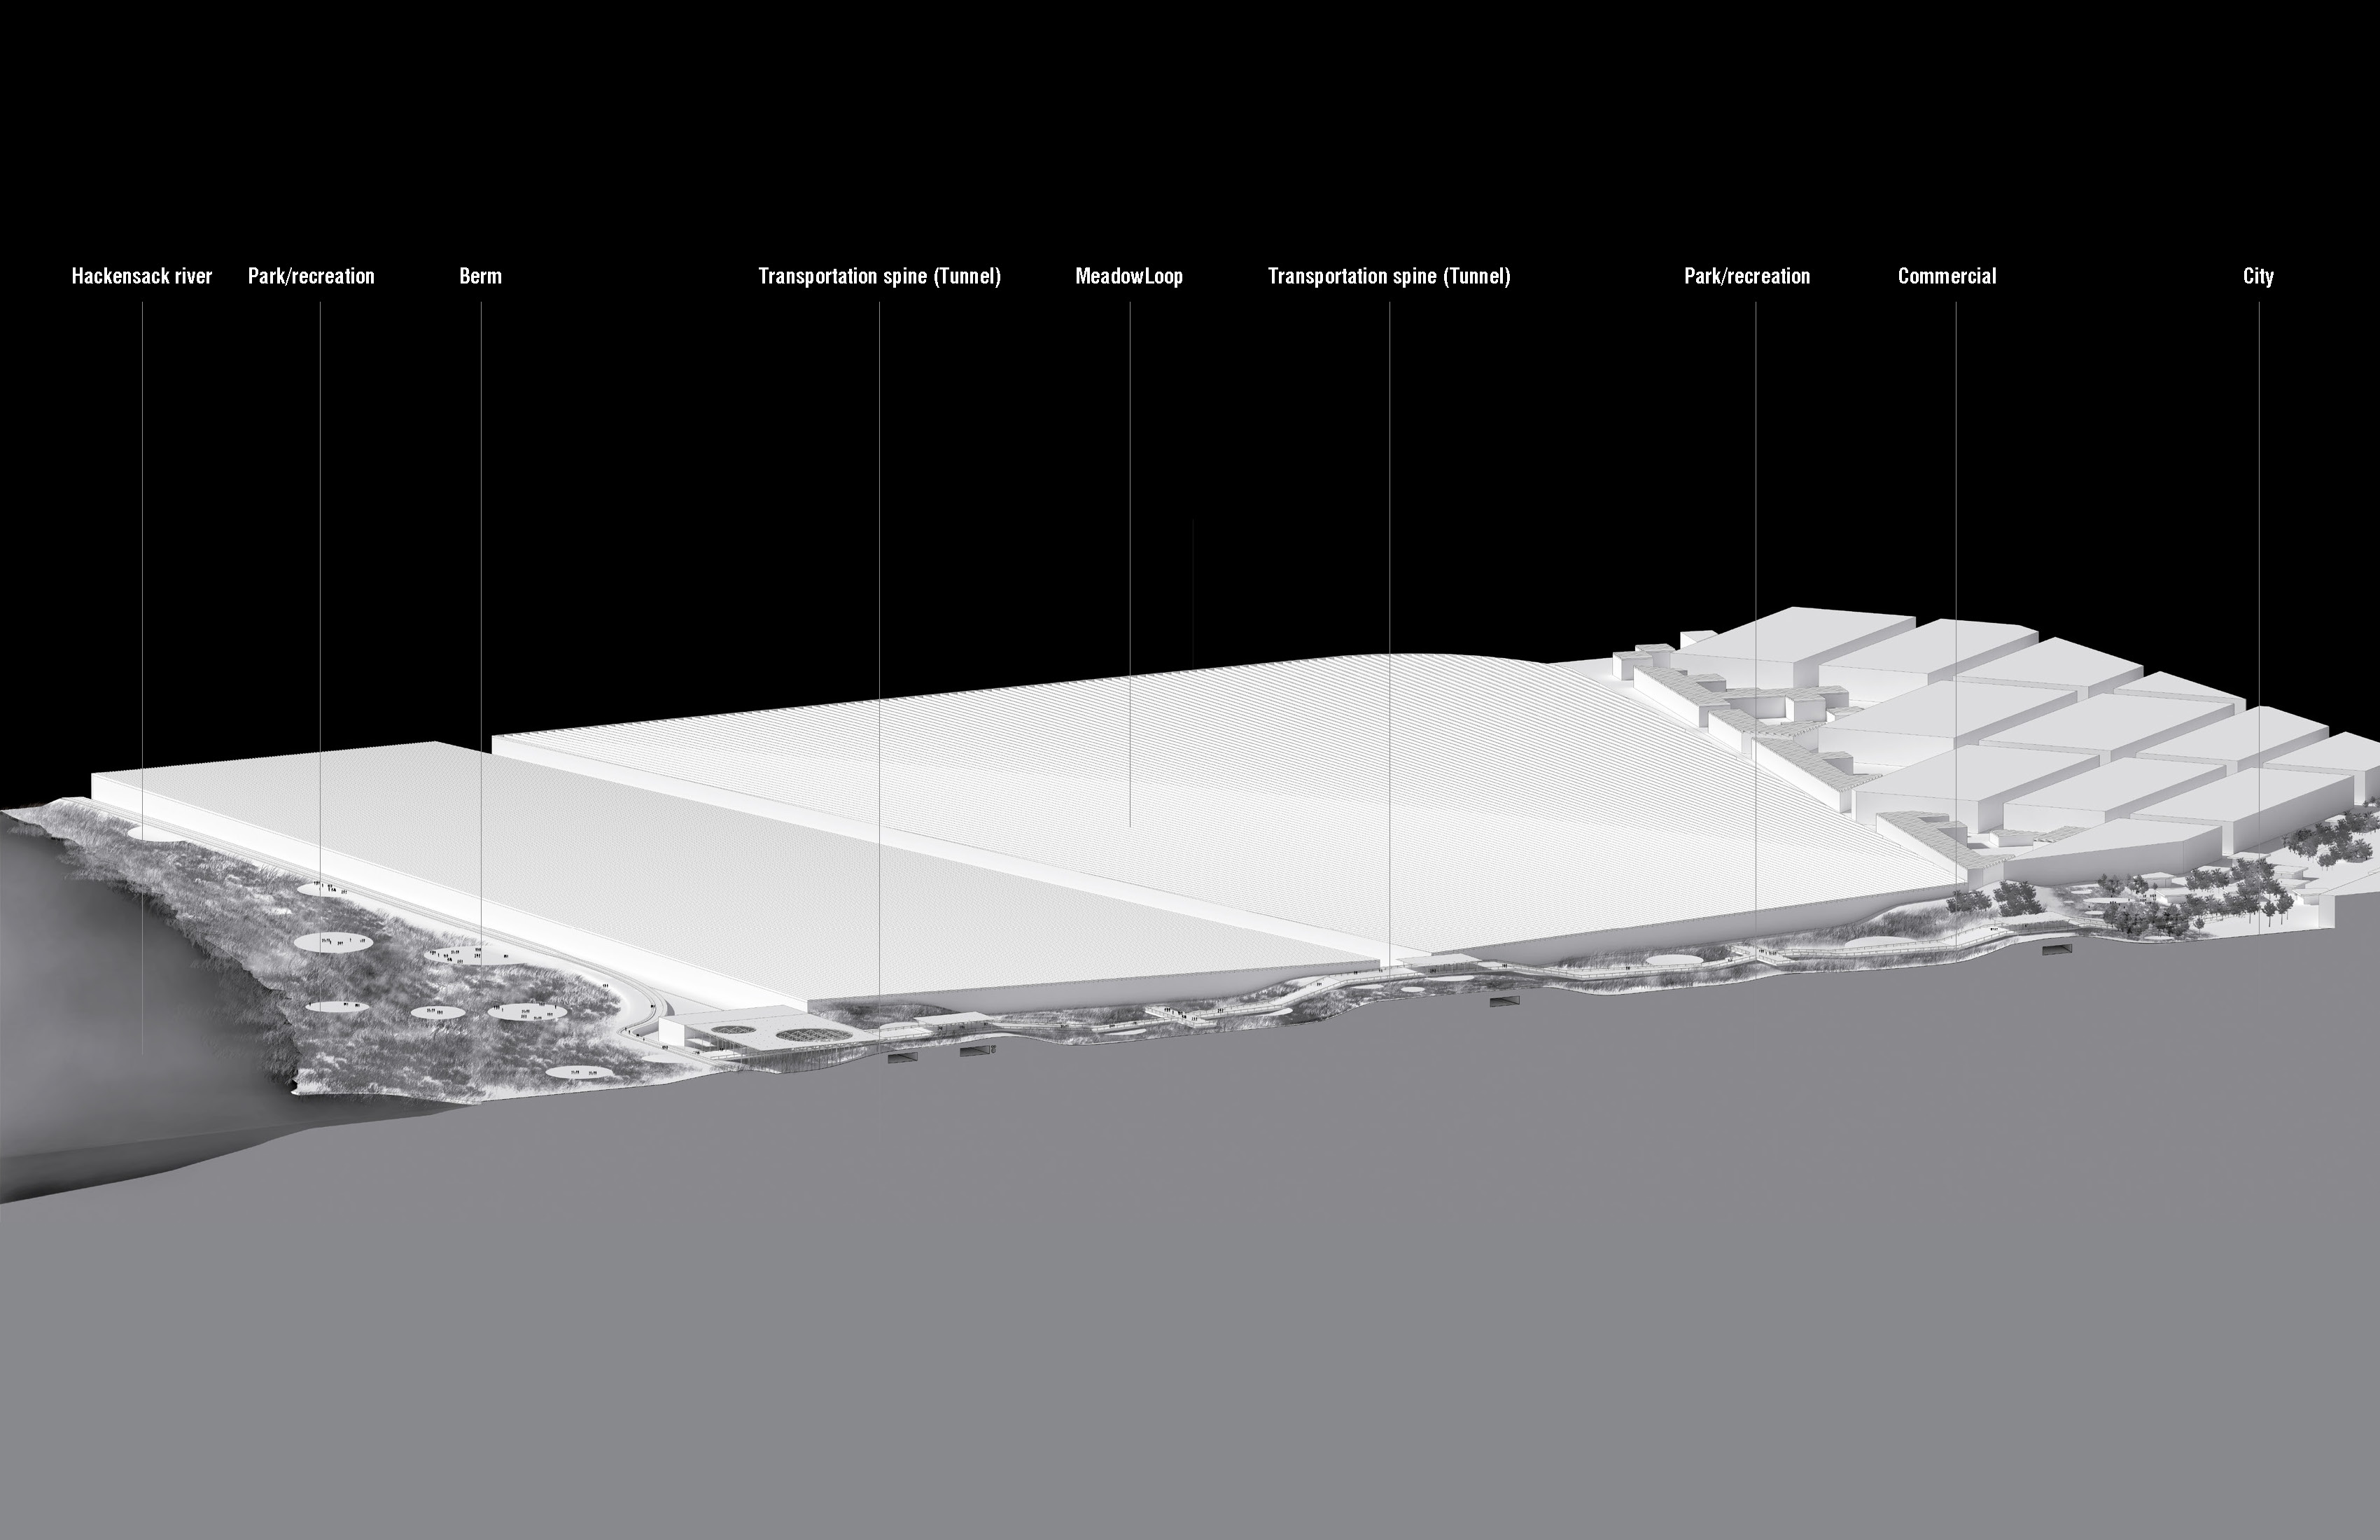 Hackensack river
Park/recreation
Berm
Transportation spine (Tunnel)
MeadowLoop
Transportation spine (Tunnel)
Park/recreation
Commercial
City